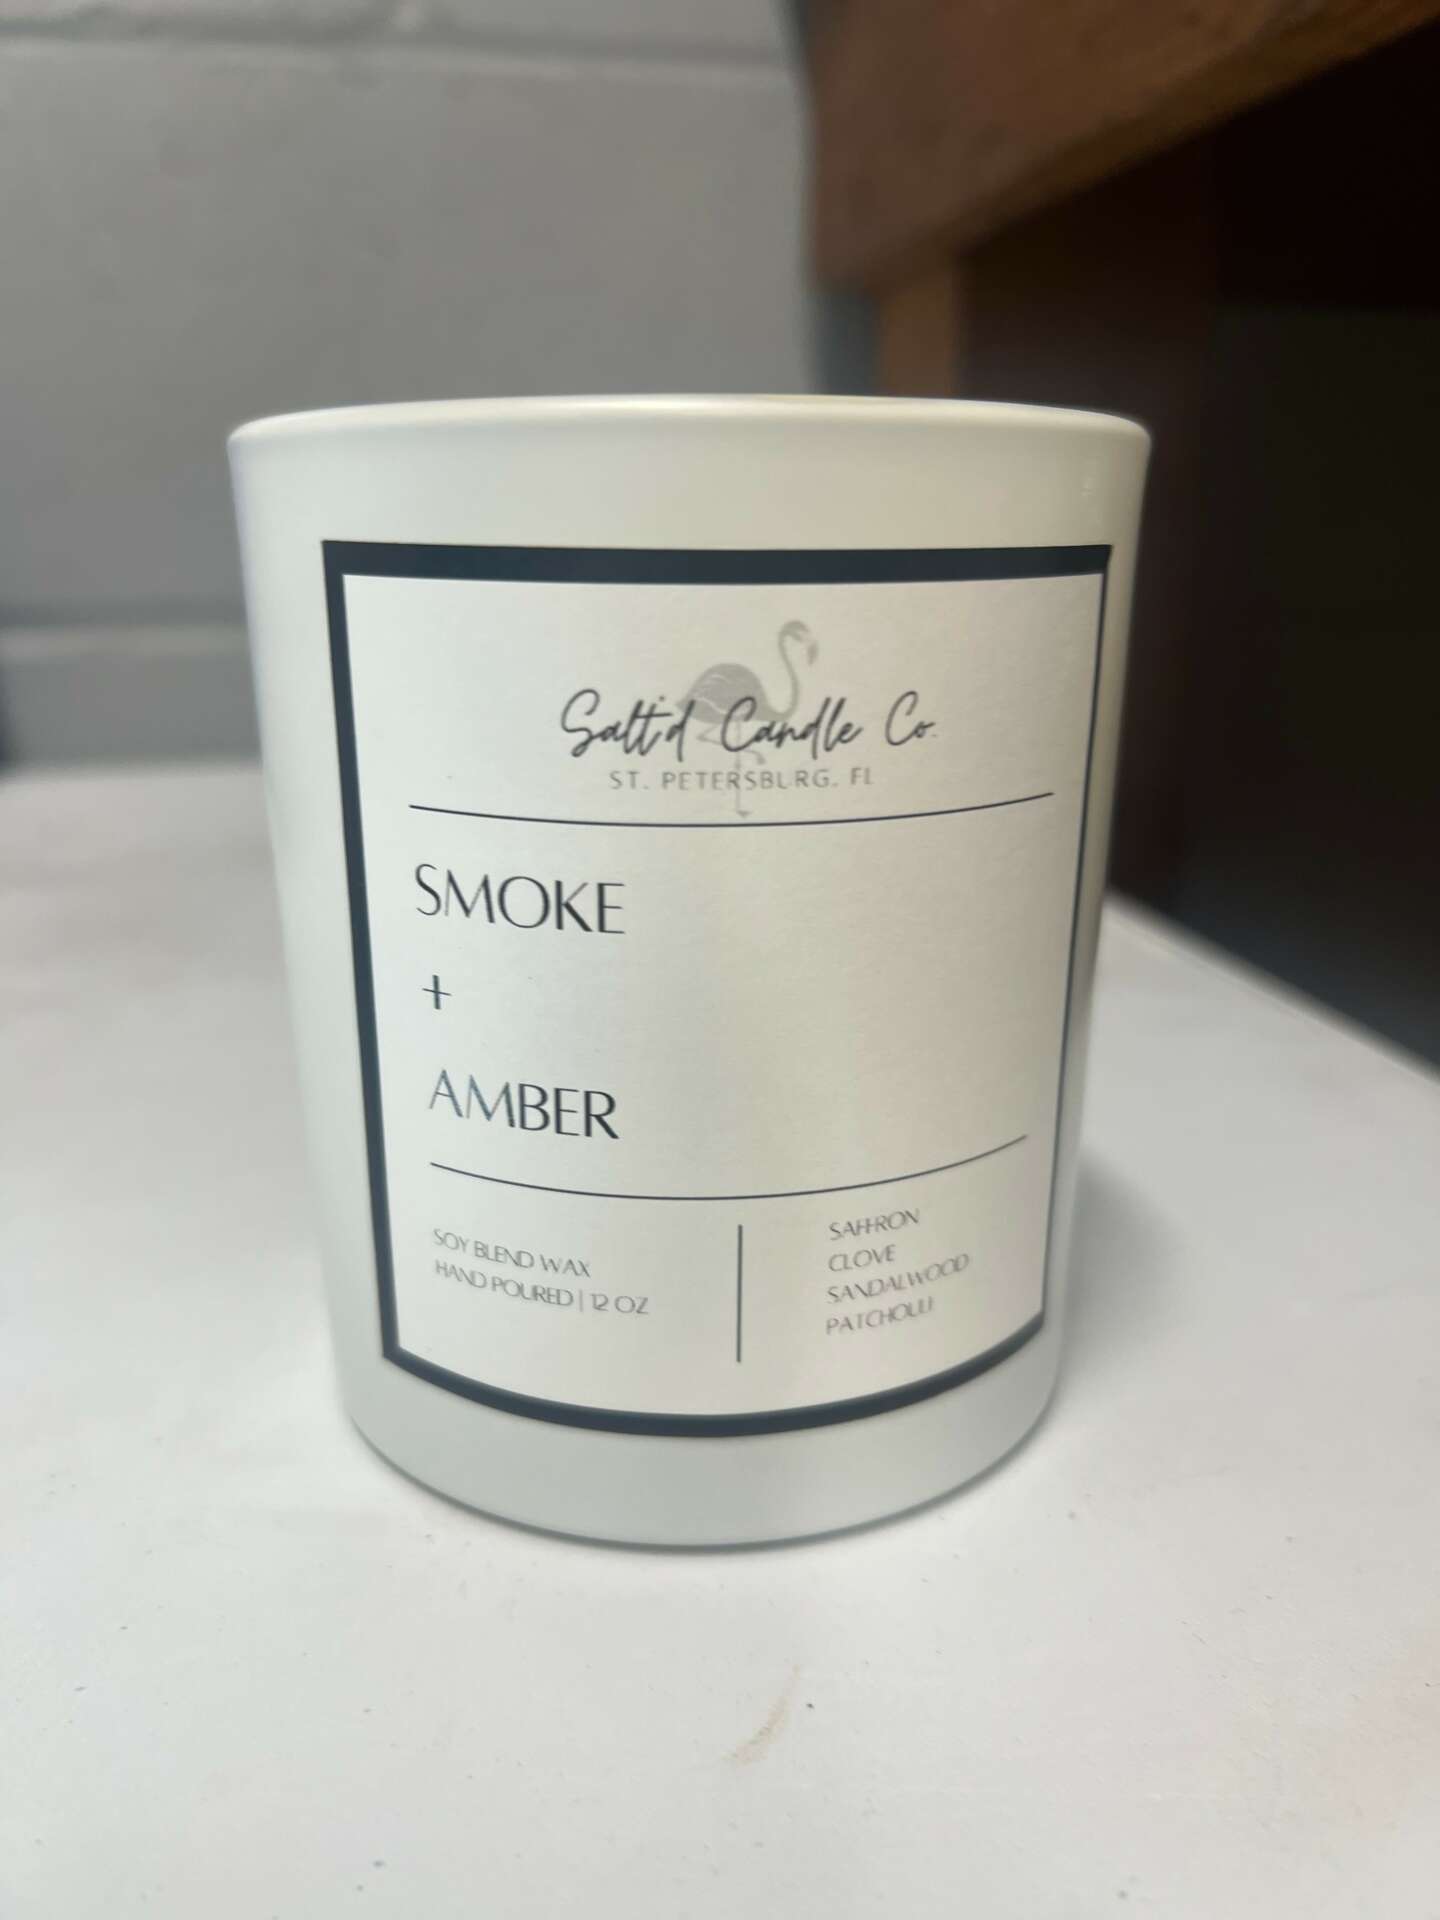 Salt'd Candle Co.
ST. PETERSBURG, FL
SMOKE
+
AMBER
SOY BLEND WAX
HAND POURED | 12 OZ
SAFFRON
CLOVE
SANDALWOOD
PATCHOULI